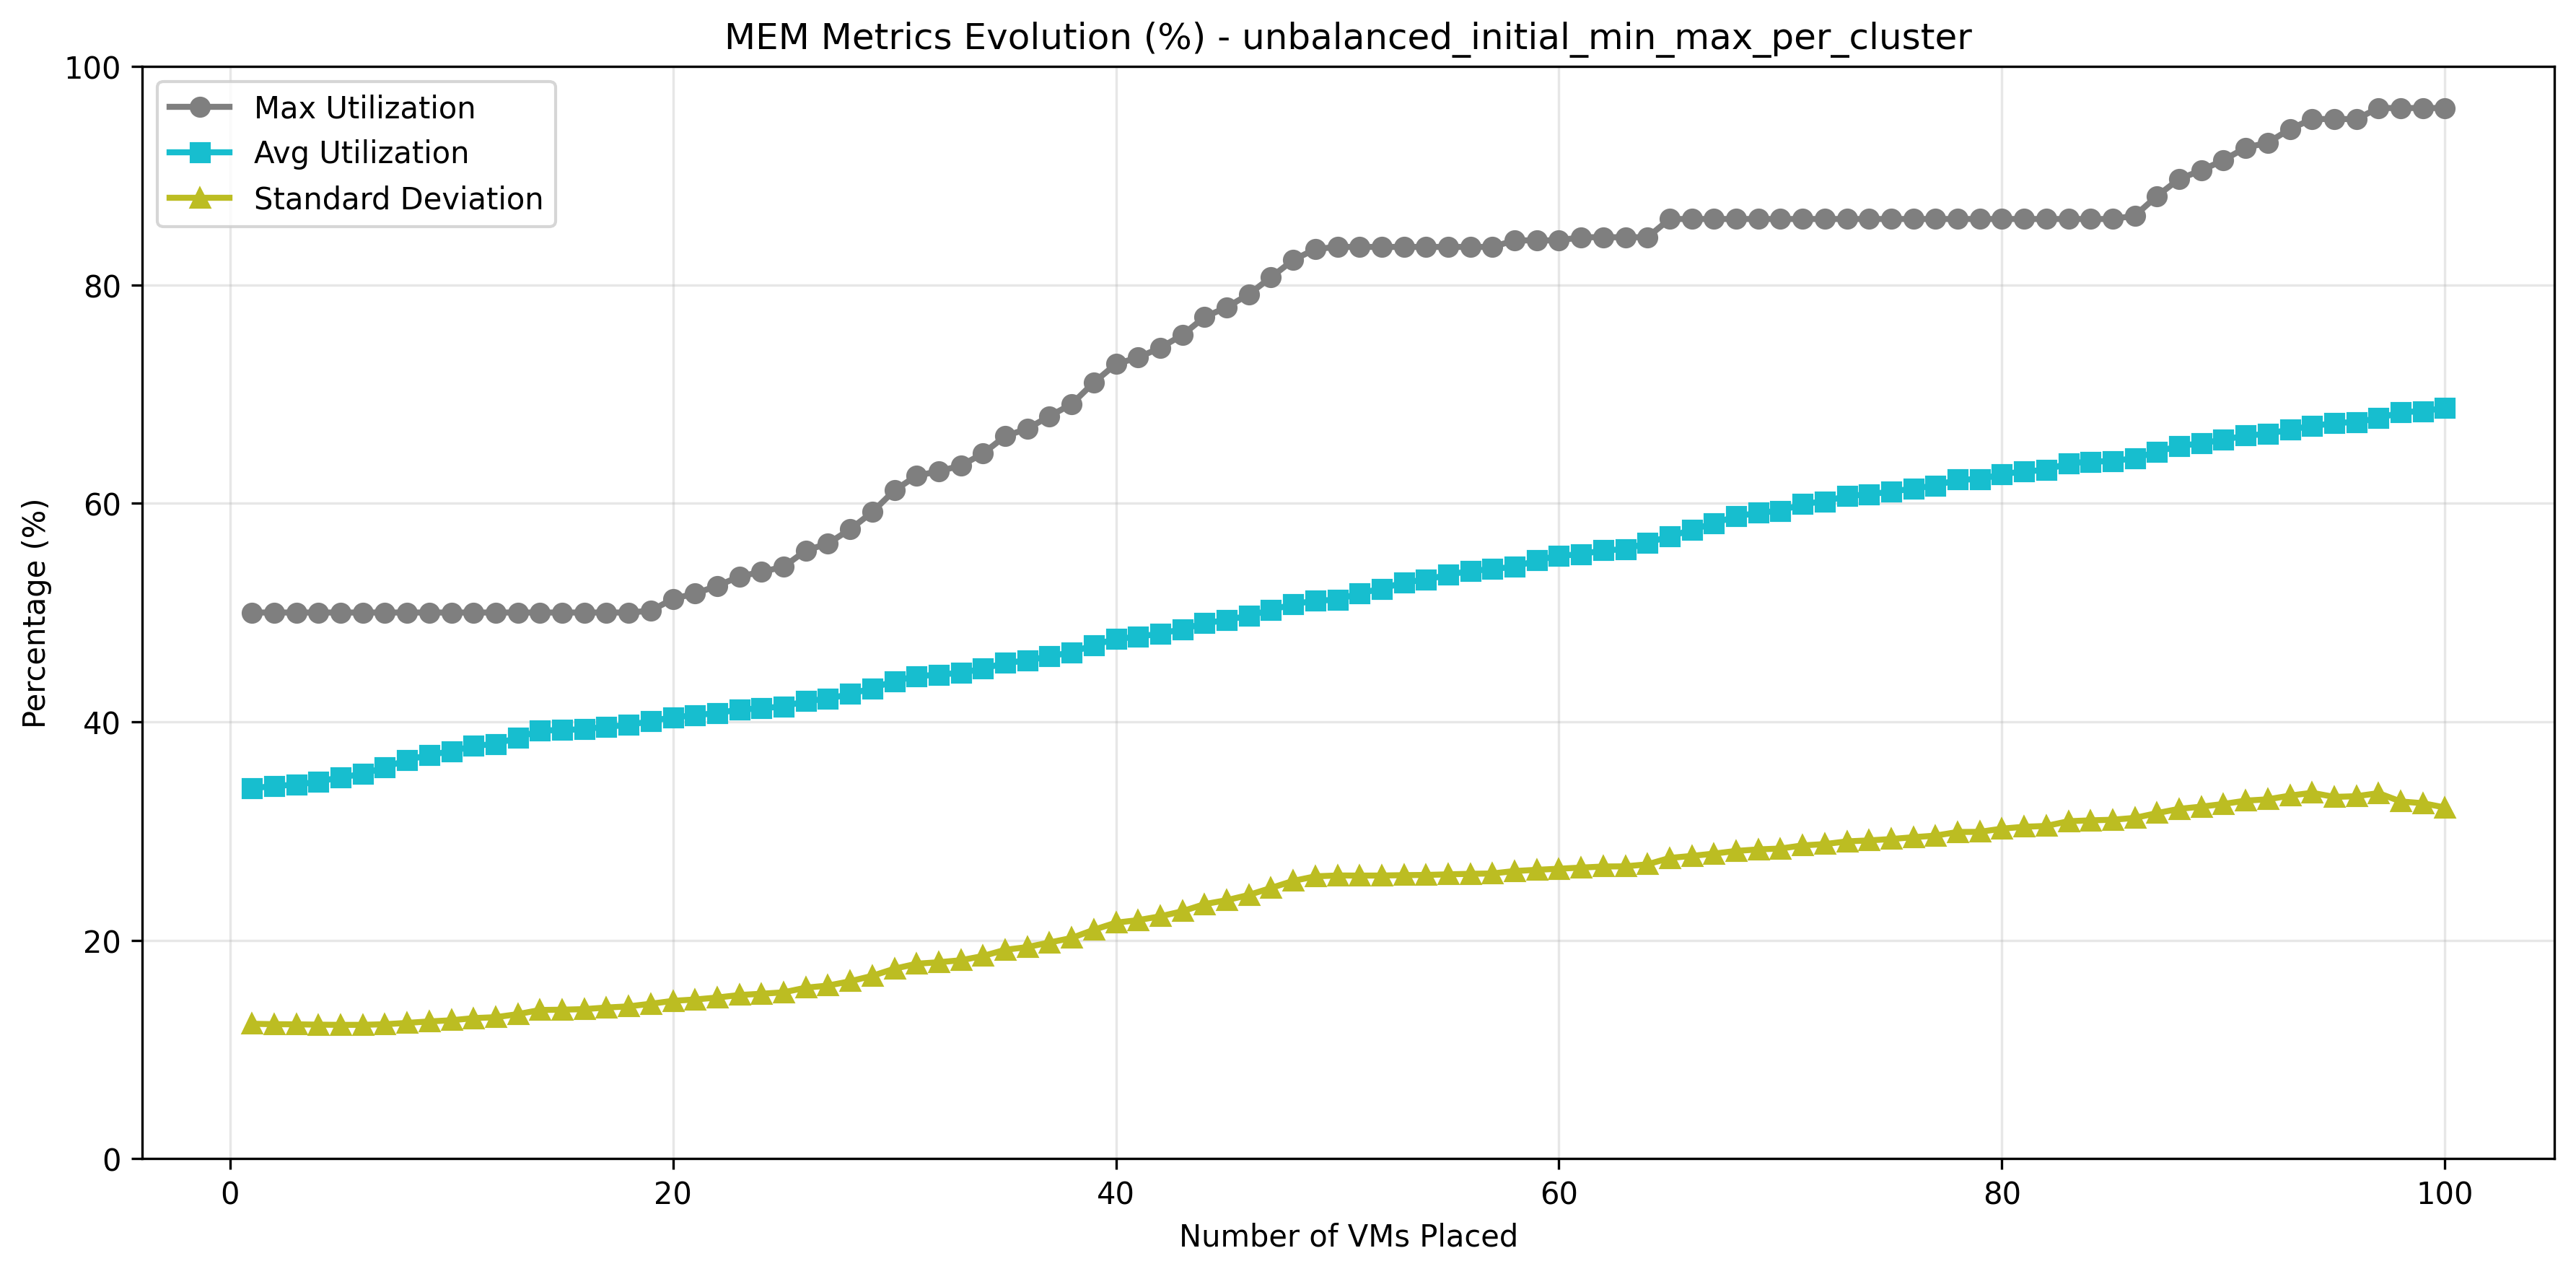 MEM Metrics Evolution (%) - unbalanced_initial_min_max_per_cluster
Max Utilization
Avg Utilization
Standard Deviation
Percentage (%)
100
80
60
40
20
0
0 20 40 60 80 100
Number of VMs Placed